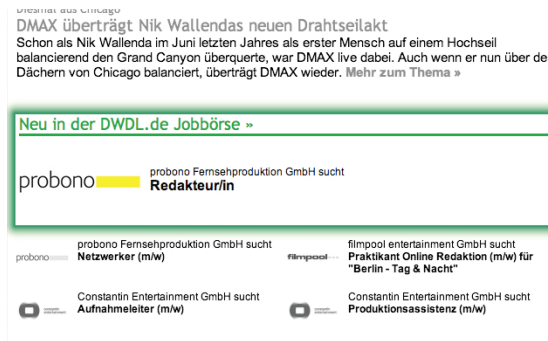 Diesmal aus Chicago
DMAX überträgt Nik Wallendas neuen Drahtseilakt
Schon als Nik Wallenda im Juni letzten Jahres als erster Mensch auf einem Hochseil
balancierend den Grand Canyon überquerte, war DMAX live dabei. Auch wenn er nun über de
Dächern von Chicago balanciert, überträgt DMAX wieder. Mehr zum Thema »
Neu in der DWDL.de Jobbörse »
probono
probono Fernsehproduktion GmbH sucht
Redakteur/in
probono
probono Fernsehproduktion GmbH sucht
Netzwerker (m/w)
filmpool
filmpool entertainment GmbH sucht
Praktikant Online Redaktion (m/w) für
"Berlin - Tag & Nacht"
Constantin Entertainment GmbH sucht
Aufnahmeleiter (m/w)
Constantin Entertainment GmbH sucht
Produktionsassistenz (m/w)